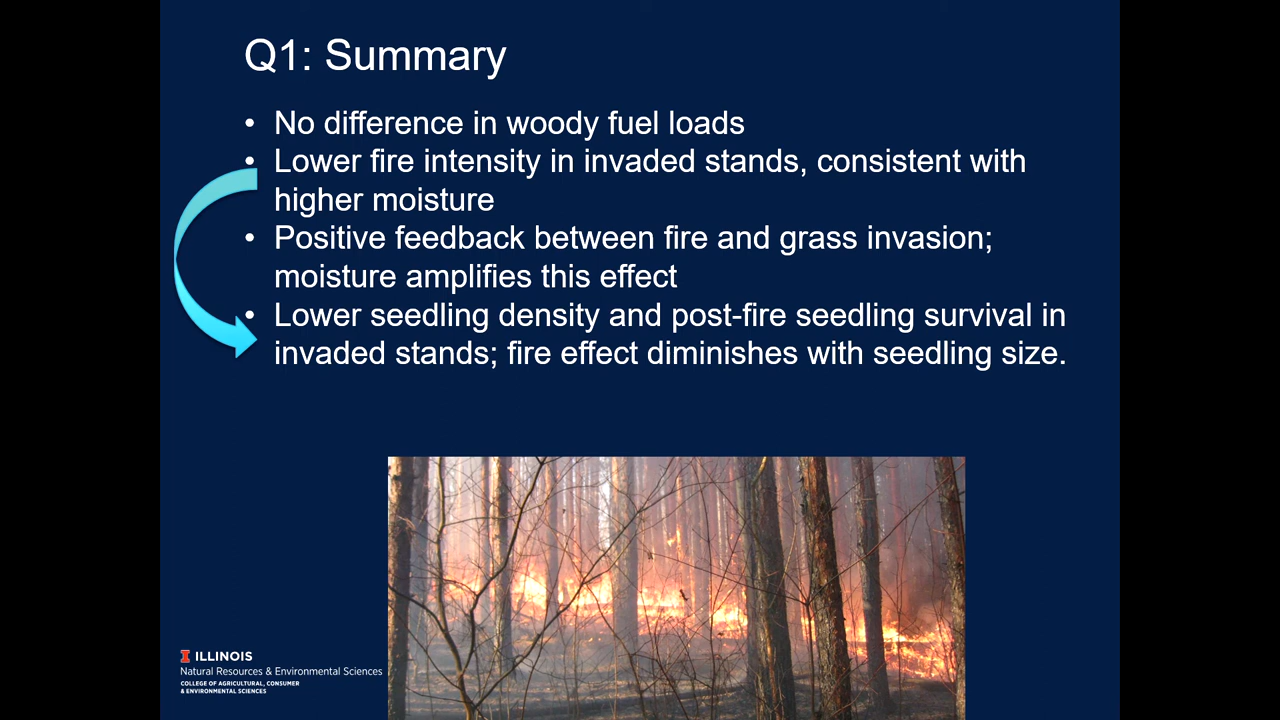 Q1: Summary
• No difference in woody fuel loads
• Lower fire intensity in invaded stands, consistent with
higher moisture
• Positive feedback between fire and grass invasion;
moisture amplifies this effect
• Lower seedling density and post-fire seedling survival in
invaded stands; fire effect diminishes with seedling size.
I ILLINOIS
Natural Resources & Environmental Sciences
COLLEGE OF AGRICULTURAL, CONSUMER
& ENVIRONMENTAL SCIENCES